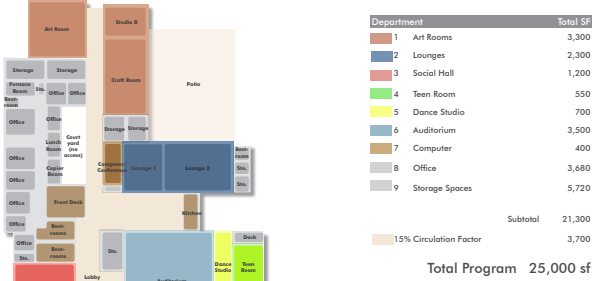 Art Room
Studio B
Craft Room
Patio
Storage
Storage
Furnace
Room
Sto.
Office
Office
Rest-
room
Office
Office
Court
yard
(no
access)
Storage
Storage
Lunch
Room
Office
Copier
Room
Office
Computer
Conference
Lounge 1
Lounge 2
Rest-
rooms
Sto.
Sto.
Office
Front Desk
Office
Kitchen
Rest-
rooms
Office
Sto.
Rest-
rooms
Sto.
Deck
Dance
Studio
Teen
Room
Lobby
Auditorium
Department Total SF
1 Art Rooms 3,300
2 Lounges 2,300
3 Social Hall 1,200
4 Teen Room 550
5 Dance Studio 700
6 Auditorium 3,500
7 Computer 400
8 Office 3,680
9 Storage Spaces 5,720
Subtotal 21,300
15% Circulation Factor 3,700
Total Program 25,000 sf